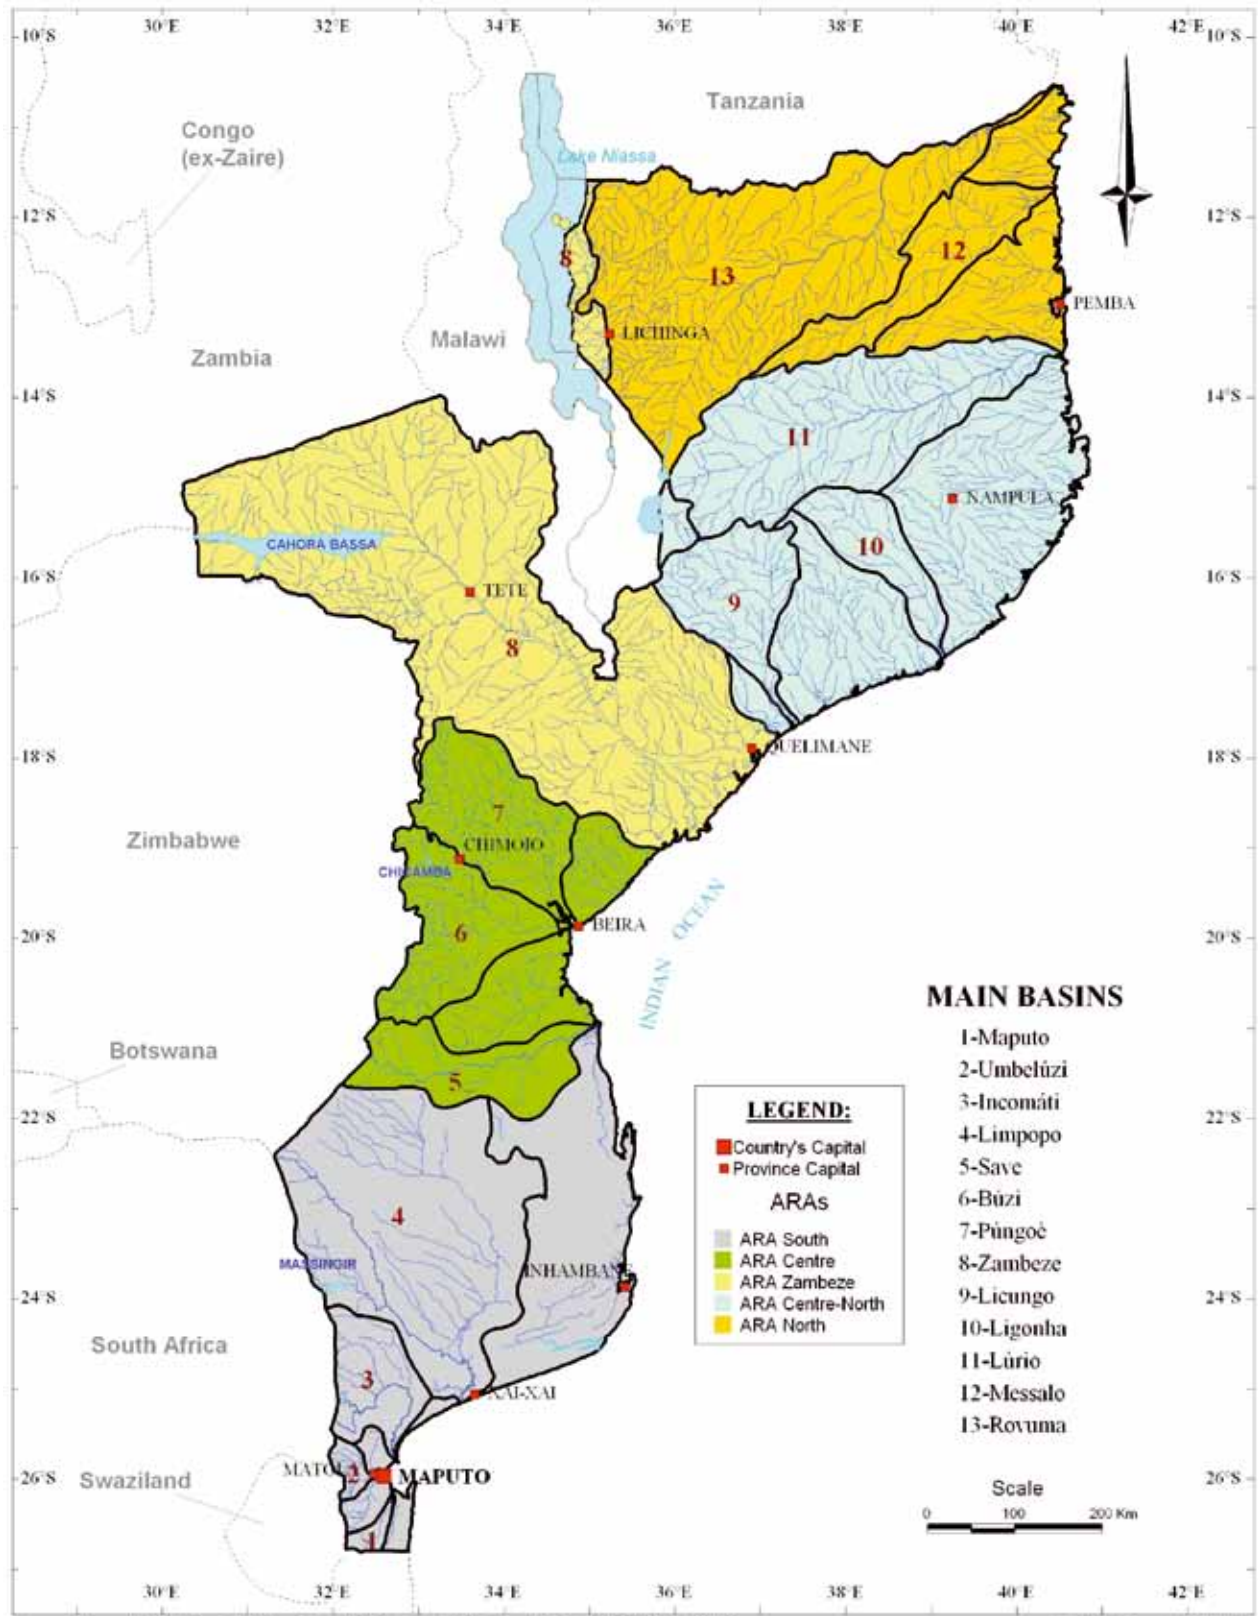 30°E 32°E 34°E 36°E 38°E 40°E 42°E
10°S 10°S
Tanzania
Congo
(ex-Zaire)
Lake Niassa
12°S 12°S
8 13 12
PEMBA
LICHINGA
Malawi
Zambia
14°S 14°S
11
NAMPULA
CAHORA BASSA
10
16°S 16°S
TETE
9
8
QUELIMANE
18°S 18°S
7
Zimbabwe
CHIMOIO
CHICAMBA
BEIRA
6
20°S 20°S
INDIAN OCEAN
MAIN BASINS
1-Maputo
2-Umbelúzi
3-Incomáti
4-Limpopo
5-Save
6-Búzi
7-Púngoè
8-Zambeze
9-Licungo
10-Ligonha
11-Lúrio
12-Messalo
13-Rovuma
Botswana
5
22°S 22°S
LEGEND:
Country's Capital
Province Capital
ARAs
ARA South
ARA Centre
ARA Zambeze
ARA Centre-North
ARA North
4
MASSINGIR
INHAMBANE
24°S 24°S
South Africa
3
XAI-XAI
26°S 26°S
Swaziland
2
MAPUTO
1
Scale
0 100 200 Km
30°E 32°E 34°E 36°E 38°E 40°E 42°E